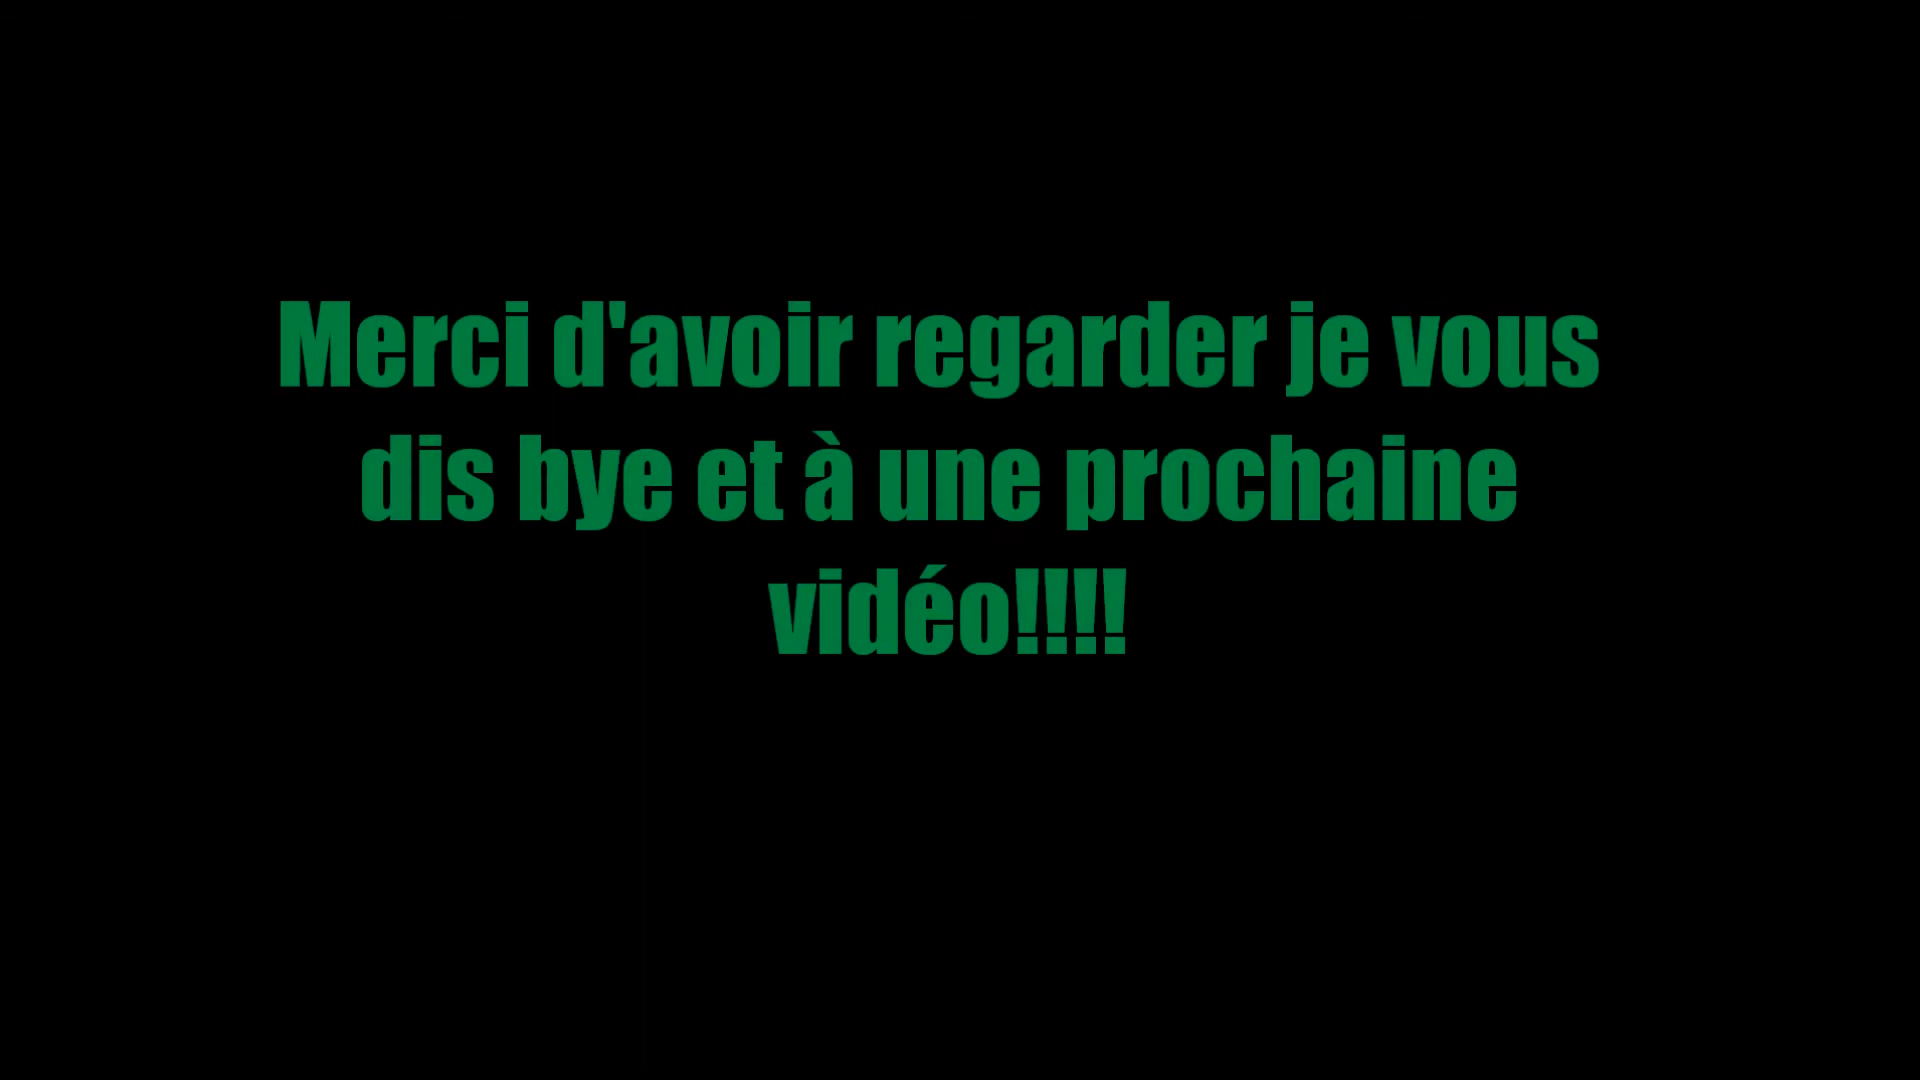 Merci d'avoir regarder je vous
dis bye et à une prochaine
vidéo!!!!